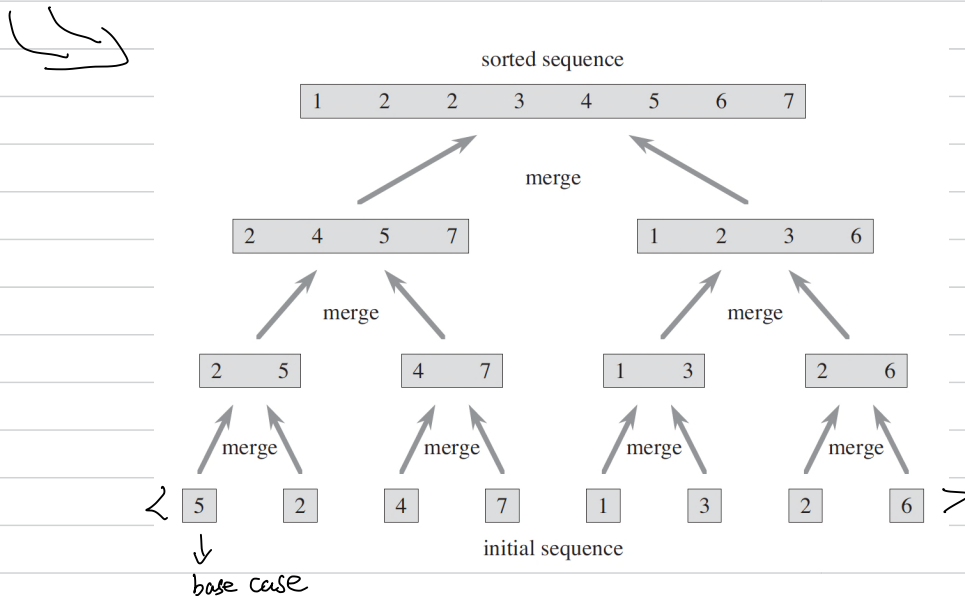 sorted sequence
1 2 2 3 4 5 6 7
merge
2 4 5 7 1 2 3 6
merge merge
2 5 4 7 1 3 2 6
merge merge merge merge
< 5 2 4 7 1 3 2 6 >
initial sequence
base case